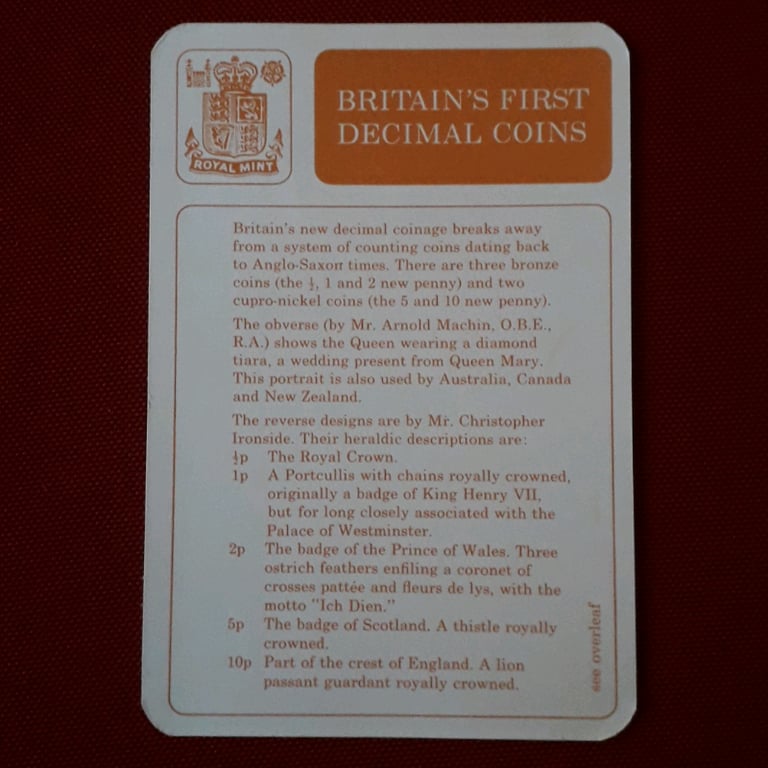 ROYAL MINT
BRITAIN'S FIRST
DECIMAL COINS
Britain's new decimal coinage breaks away
from a system of counting coins dating back
to Anglo-Saxon times. There are three bronze
coins (the ½, 1 and 2 new penny) and two
cupro-nickel coins (the 5 and 10 new penny).
The obverse (by Mr. Arnold Machin, O.B.E.,
R.A.) shows the Queen wearing a diamond
tiara, a wedding present from Queen Mary.
This portrait is also used by Australia, Canada
and New Zealand.
The reverse designs are by Mr. Christopher
Ironside. Their heraldic descriptions are:
½p The Royal Crown.
1p A Portcullis with chains royally crowned,
originally a badge of King Henry VII,
but for long closely associated with the
Palace of Westminster.
2p The badge of the Prince of Wales. Three
ostrich feathers enfiling a coronet of
crosses pattée and fleurs de lys, with the
motto "Ich Dien."
5p The badge of Scotland. A thistle royally
crowned.
10p Part of the crest of England. A lion
passant guardant royally crowned.
see overleaf